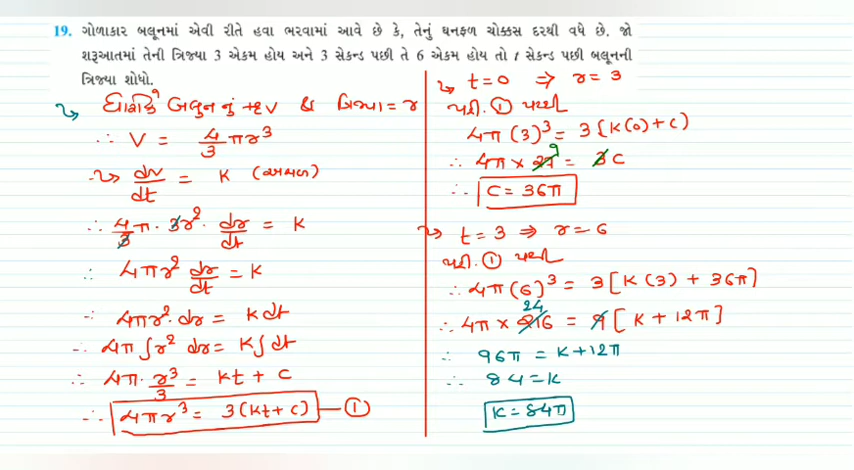 19. ગોળાકાર બલૂનમાં એવી રીતે હવા ભરવામાં આવે છે કે, તેનું ઘનફળ ચોક્કસ દરથી વધે છે. જો
શરૂઆતમાં તેની ત્રિજ્યા 3 એકમ હોય અને 3 સેકન્ડ પછી તે 6 એકમ હોય તો t સેકન્ડ પછી બલૂનની
ત્રિજ્યા શોધો.
ધારોકે બલુનનું ઘફV & ત્રિજ્યા = r
∴ V = 4/3 πr³
dv/dt = K (અચળ)
∴ 4/3 π · 3r² · dr/dt = K
∴ 4πr² dr/dt = K
∴ 4πr² · dr = K dt
∴ 4π∫r² dr = K∫dt
∴ 4π · r³/3 = Kt + C
∴ 4πr³ = 3(Kt + C) — ①
t = 0 ⇒ r = 3
પરી. ① પરથી
4π(3)³ = 3{K(0) + C}
∴ 4π × 27 9 = 3C
∴ C = 36π
t = 3 ⇒ r = 6
પરી. ① પરથી
∴ 4π(6)³ = 3[K(3) + 36π]
∴ 4π × 216 24 = 9[K + 12π]
∴ 96π = K + 12π
∴ 84 = K
K = 84π